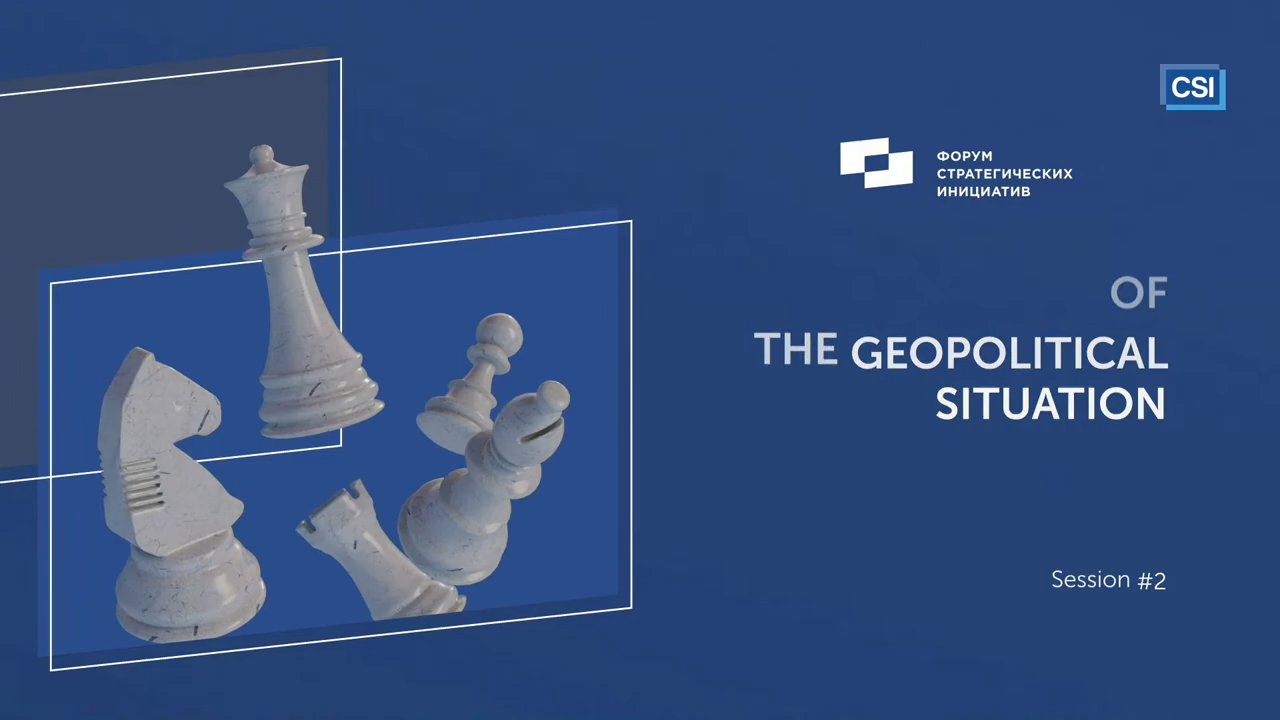 CSI
ФОРУМ
СТРАТЕГИЧЕСКИХ
ИНИЦИАТИВ
OF
THE GEOPOLITICAL
SITUATION
Session #2